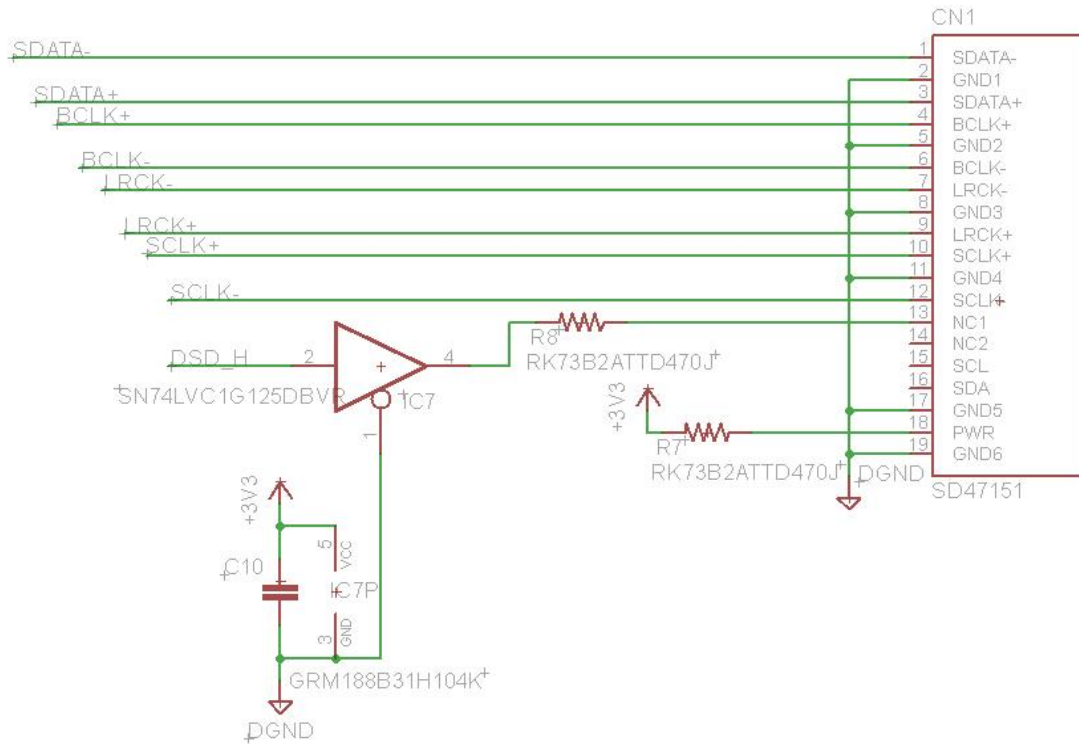 CN1
SDATA- 1 SDATA-
2 GND1
SDATA+ 3 SDATA+
BCLK+ 4 BCLK+
5 GND2
BCLK- 6 BCLK-
LRCK- 7 LRCK-
8 GND3
LRCK+ 9 LRCK+
SCLK+ 10 SCLK+
11 GND4
SCLK- 12 SCLK-
R8 13 NC1
RK73B2ATTD470J
14 NC2
DSD_H 2 4 15 SCL
SN74LVC1G125DBVR IC7 16 SDA
+3V3 17 GND5
1 R7 18 PWR
19 GND6
RK73B2ATTD470J DGND
SD47151
+3V3
5 VCC
C10 IC7P
3 GND
GRM188B31H104K
DGND